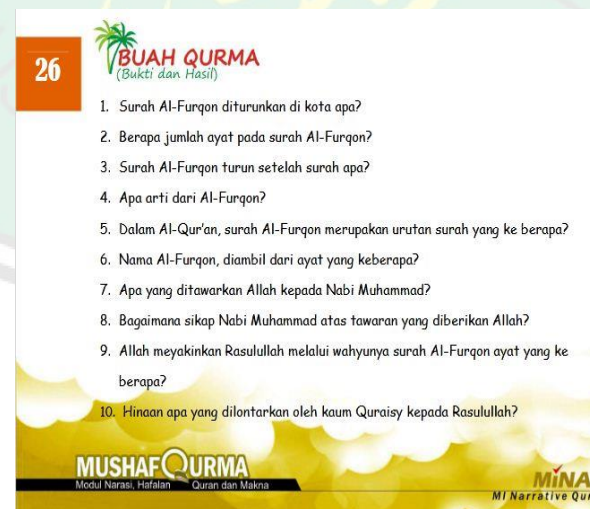 26
BUAH QURMA
(Bukti dan Hasil)
1. Surah Al-Furqon diturunkan di kota apa?
2. Berapa jumlah ayat pada surah Al-Furqon?
3. Surah Al-Furqon turun setelah surah apa?
4. Apa arti dari Al-Furqon?
5. Dalam Al-Qur'an, surah Al-Furqon merupakan urutan surah yang ke berapa?
6. Nama Al-Furqon, diambil dari ayat yang keberapa?
7. Apa yang ditawarkan Allah kepada Nabi Muhammad?
8. Bagaimana sikap Nabi Muhammad atas tawaran yang diberikan Allah?
9. Allah meyakinkan Rasulullah melalui wahyunya surah Al-Furqon ayat yang ke
berapa?
10. Hinaan apa yang dilontarkan oleh kaum Quraisy kepada Rasulullah?
MUSHAF QURMA
Modul Narasi, Hafalan Quran dan Makna
MiNA
MI Narrative Qur